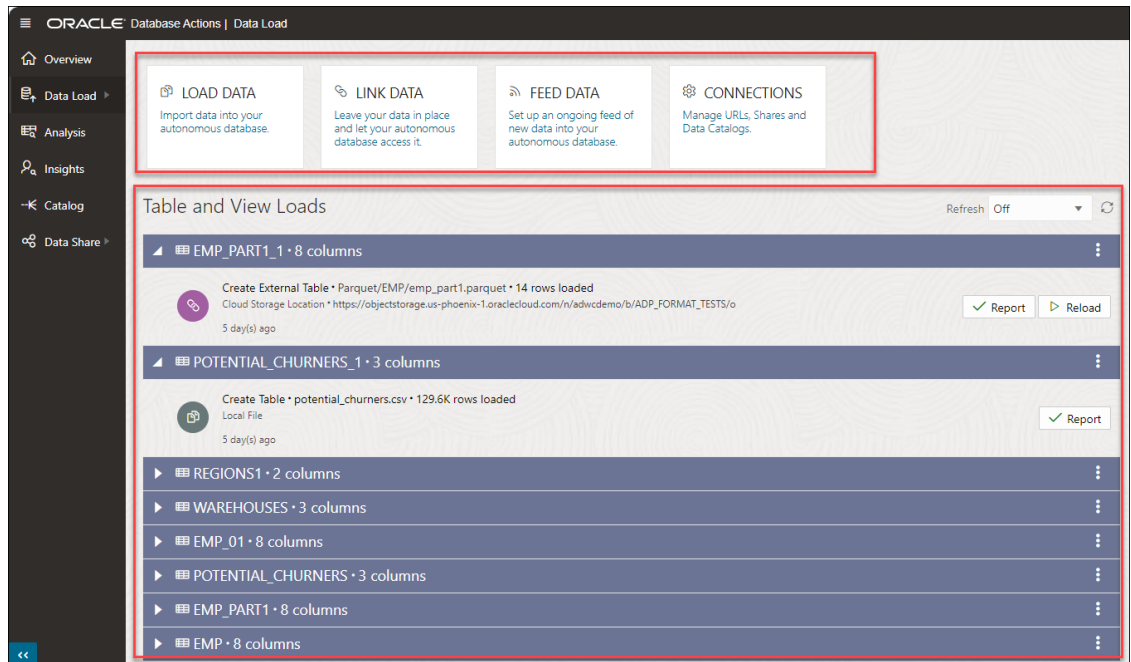 ORACLE Database Actions | Data Load
Overview
Data Load
Analysis
Insights
Catalog
Data Share
LOAD DATA
Import data into your
autonomous database.
LINK DATA
Leave your data in place
and let your autonomous
database access it.
FEED DATA
Set up an ongoing feed of
new data into your
autonomous database.
CONNECTIONS
Manage URLs, Shares and
Data Catalogs.
Table and View Loads
Refresh Off
EMP_PART1_1 • 8 columns
Create External Table • Parquet/EMP/emp_part1.parquet • 14 rows loaded
Cloud Storage Location • https://objectstorage.us-phoenix-1.oraclecloud.com/n/adwcdemo/b/ADP_FORMAT_TESTS/o
5 day(s) ago
Report
Reload
POTENTIAL_CHURNERS_1 • 3 columns
Create Table • potential_churners.csv • 129.6K rows loaded
Local File
5 day(s) ago
Report
REGIONS1 • 2 columns
WAREHOUSES • 3 columns
EMP_01 • 8 columns
POTENTIAL_CHURNERS • 3 columns
EMP_PART1 • 8 columns
EMP • 8 columns